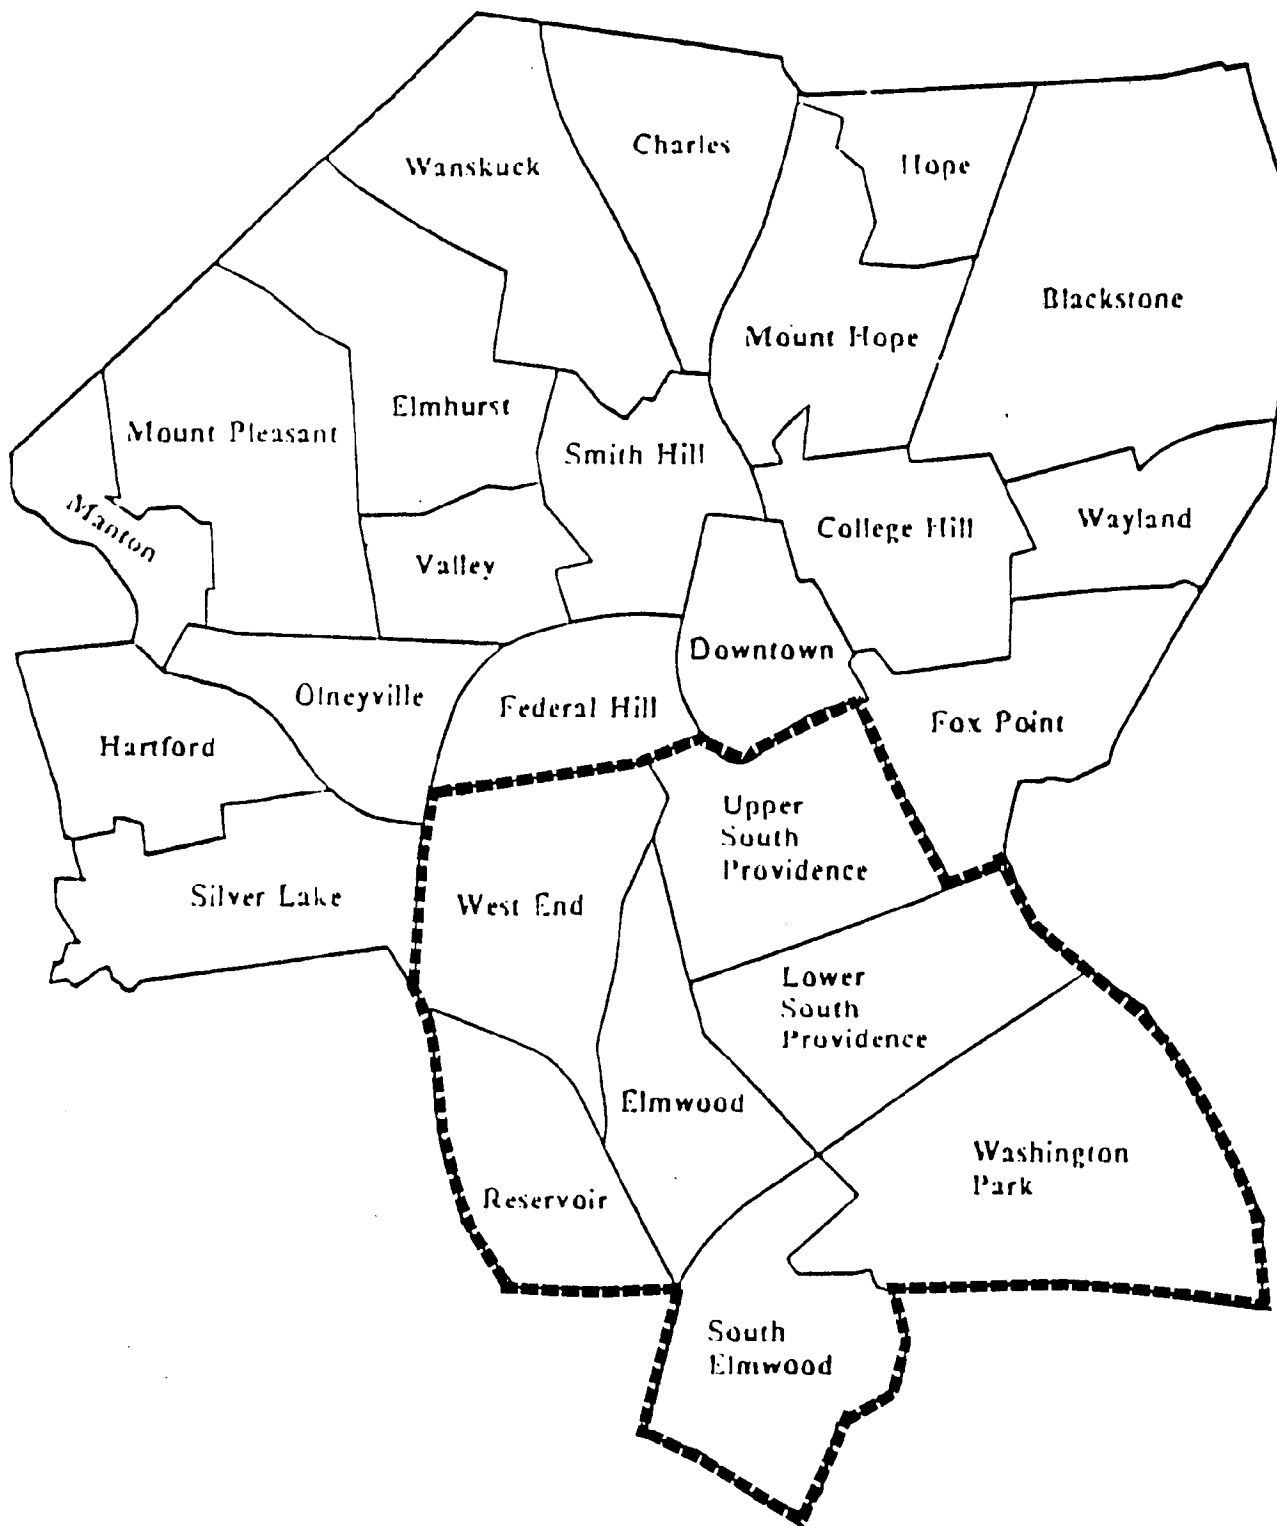 Charles
Wanskuck
Hope
Blackstone
Mount Hope
Elmhurst
Mount Pleasant
Smith Hill
Manton
Wayland
College Hill
Valley
Downtown
Olneyville
Federal Hill
Fox Point
Hartford
Upper
South
Providence
Silver Lake
West End
Lower
South
Providence
Elmwood
Washington
Park
Reservoir
South
Elmwood